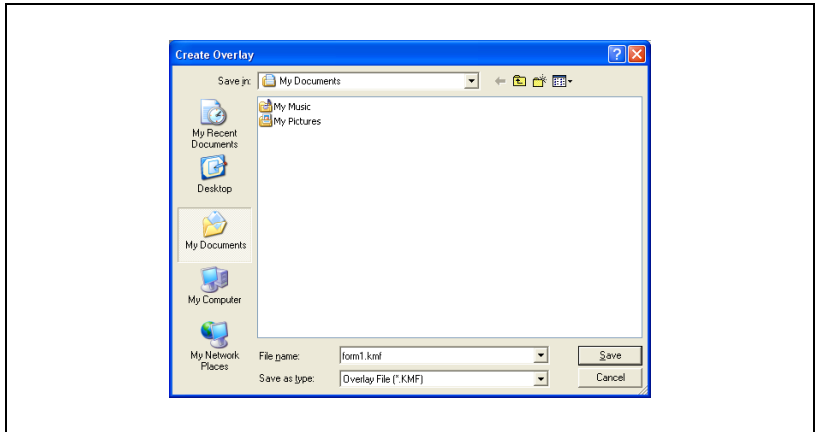 Create Overlay
Save in:
My Documents
My Music
My Pictures
My Recent
Documents
Desktop
My Documents
My Computer
My Network
Places
File name:
form1.kmf
Save
Save as type:
Overlay File (*.KMF)
Cancel